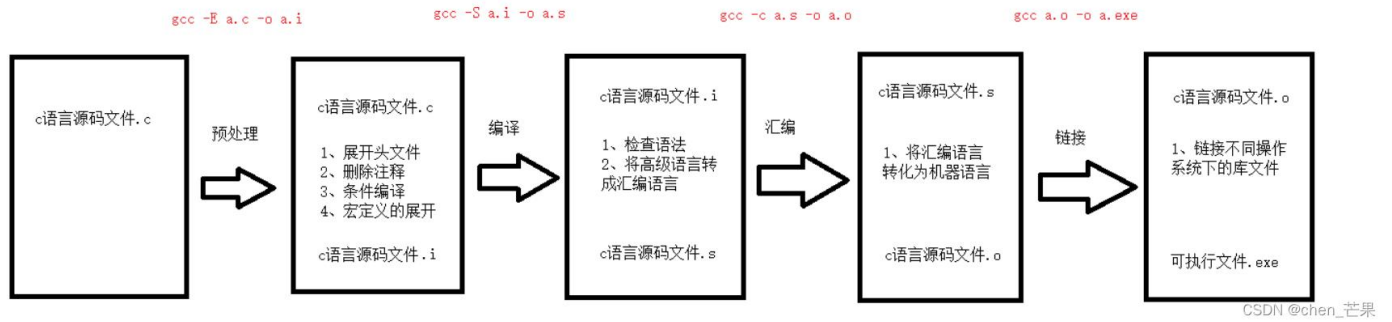 gcc -E a.c -o a.i
gcc -S a.i -o a.s
gcc -c a.s -o a.o
gcc a.o -o a.exe
c语言源码文件.c
预处理
c语言源码文件.c
1、展开头文件
2、删除注释
3、条件编译
4、宏定义的展开
c语言源码文件.i
编译
c语言源码文件.i
1、检查语法
2、将高级语言转
成汇编语言
c语言源码文件.s
汇编
c语言源码文件.s
1、将汇编语言
转化为机器语言
c语言源码文件.o
链接
c语言源码文件.o
1、链接不同操作
系统下的库文件
可执行文件.exe
CSDN @chen_芒果